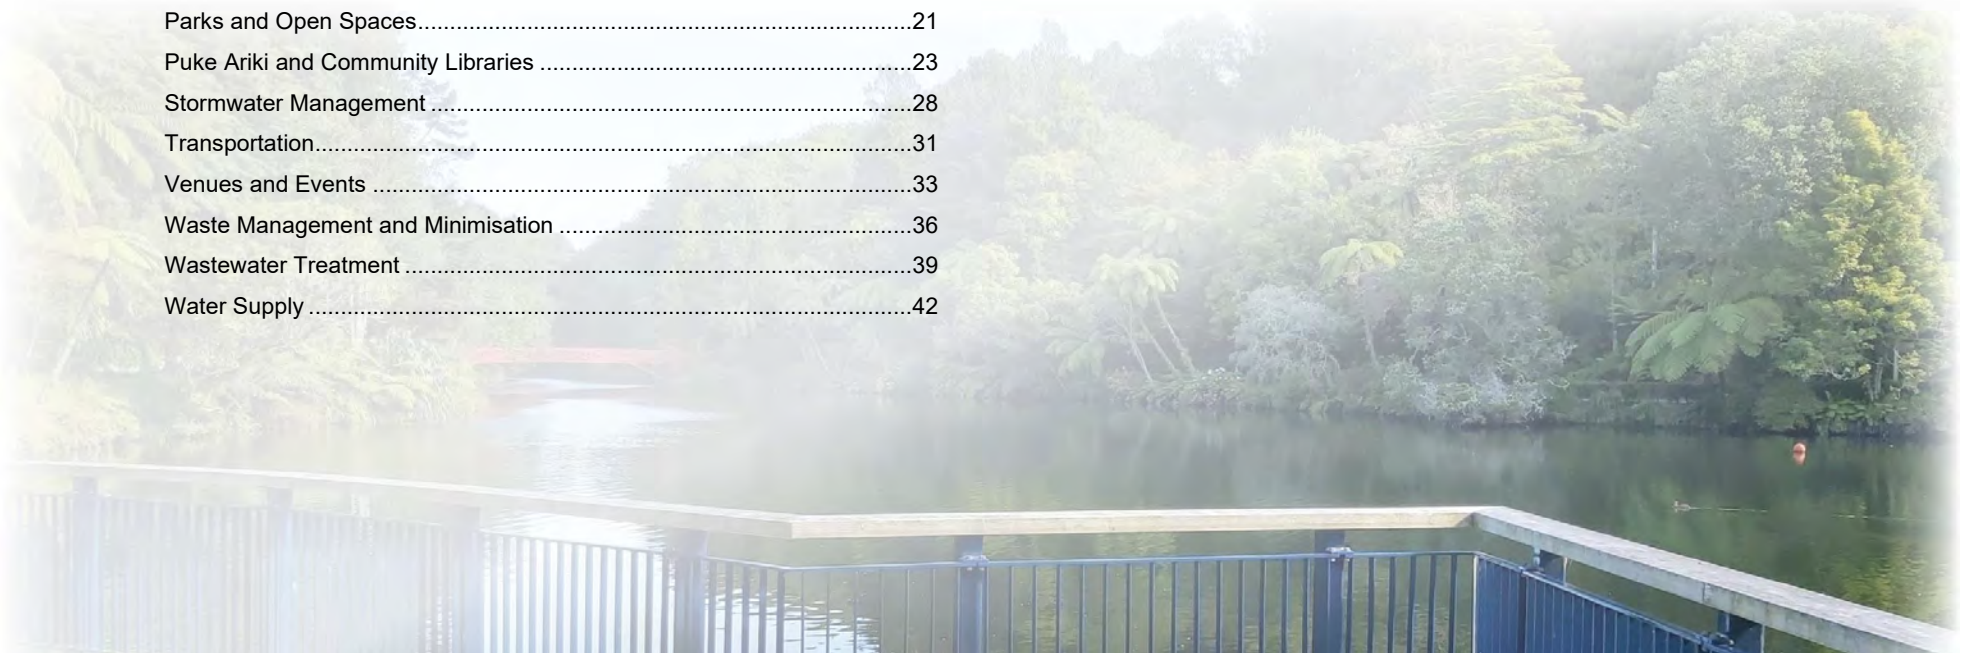 Parks and Open Spaces....................................................................................21
Puke Ariki and Community Libraries ...............................................................23
Stormwater Management .................................................................................28
Transportation...................................................................................................31
Venues and Events ..........................................................................................33
Waste Management and Minimisation ............................................................36
Wastewater Treatment .....................................................................................39
Water Supply ....................................................................................................42